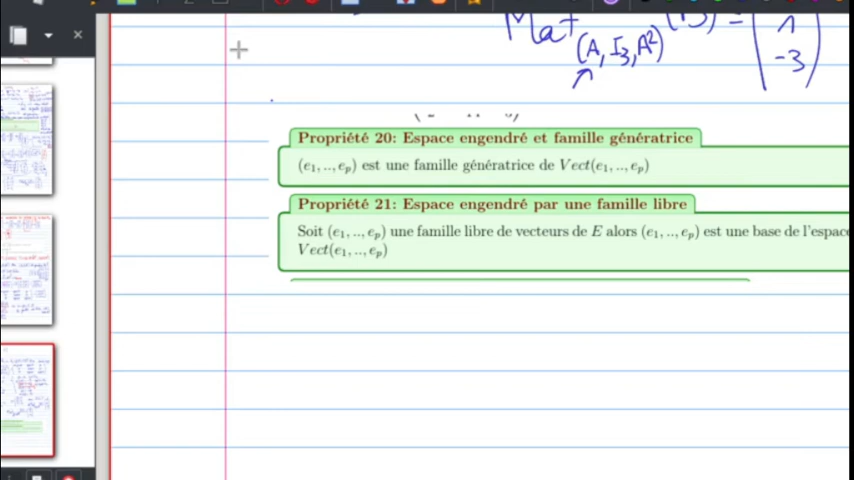 Mat(A, I₃, A²) (B) = ( 1 -3 )
Propriété 20: Espace engendré et famille génératrice
(e₁, .., eₚ) est une famille génératrice de Vect(e₁, .., eₚ)
Propriété 21: Espace engendré par une famille libre
Soit (e₁, .., eₚ) une famille libre de vecteurs de E alors (e₁, .., eₚ) est une base de l'espace
Vect(e₁, .., eₚ)